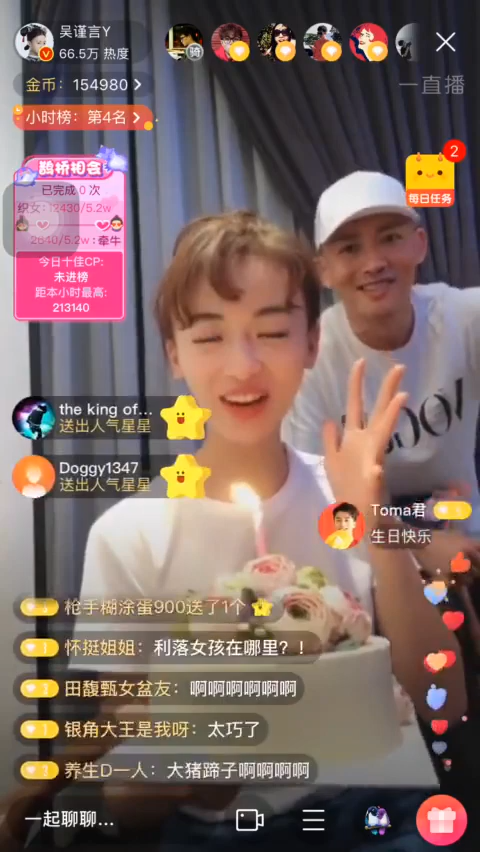 吴谨言Y
66.5万 热度
骑
金币：154980 >
一直播
小时榜：第4名 >
2
每日任务
鹊桥相会
已完成 0 次
织女:12430/5.2w
2640/5.2w:牵牛
今日十佳CP:
未进榜
距本小时最高:
213140
the king of...
送出人气星星
Doggy1347
送出人气星星
Toma君
生日快乐
枪手糊涂蛋900送了1个
怀挺姐姐：利落女孩在哪里？！
田馥甄女盆友：啊啊啊啊啊啊
银角大王是我呀：太巧了
养生D一人：大猪蹄子啊啊啊啊
一起聊聊...